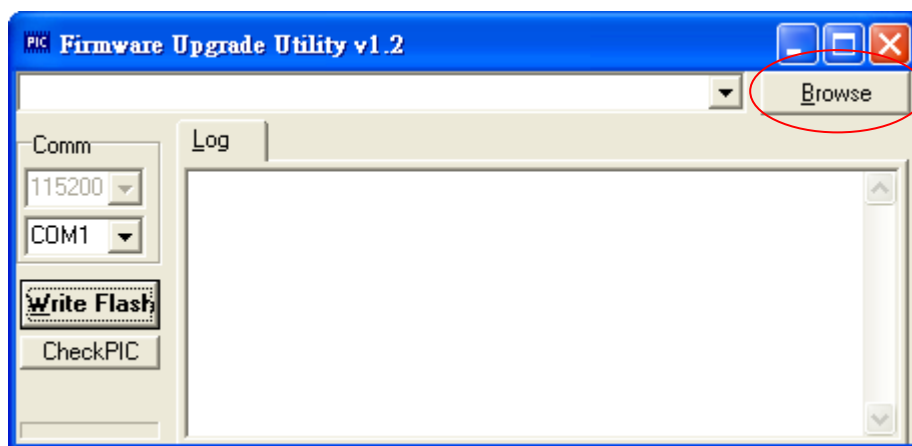 PIC Firmware Upgrade Utility v1.2
Browse
Comm
Log
115200
COM1
Write Flash
CheckPIC